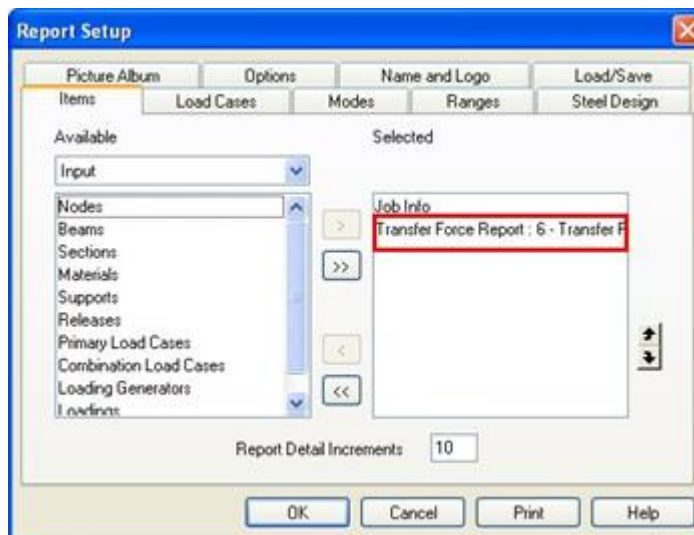 Report Setup
Picture Album Options Name and Logo Load/Save
Items Load Cases Modes Ranges Steel Design
Available Selected
Input
Nodes
Beams
Sections
Materials
Supports
Releases
Primary Load Cases
Combination Load Cases
Loading Generators
Loadings
>
>>
<
<<
Job Info
Transfer Force Report : 6 - Transfer F
Report Detail Increments 10
OK Cancel Print Help